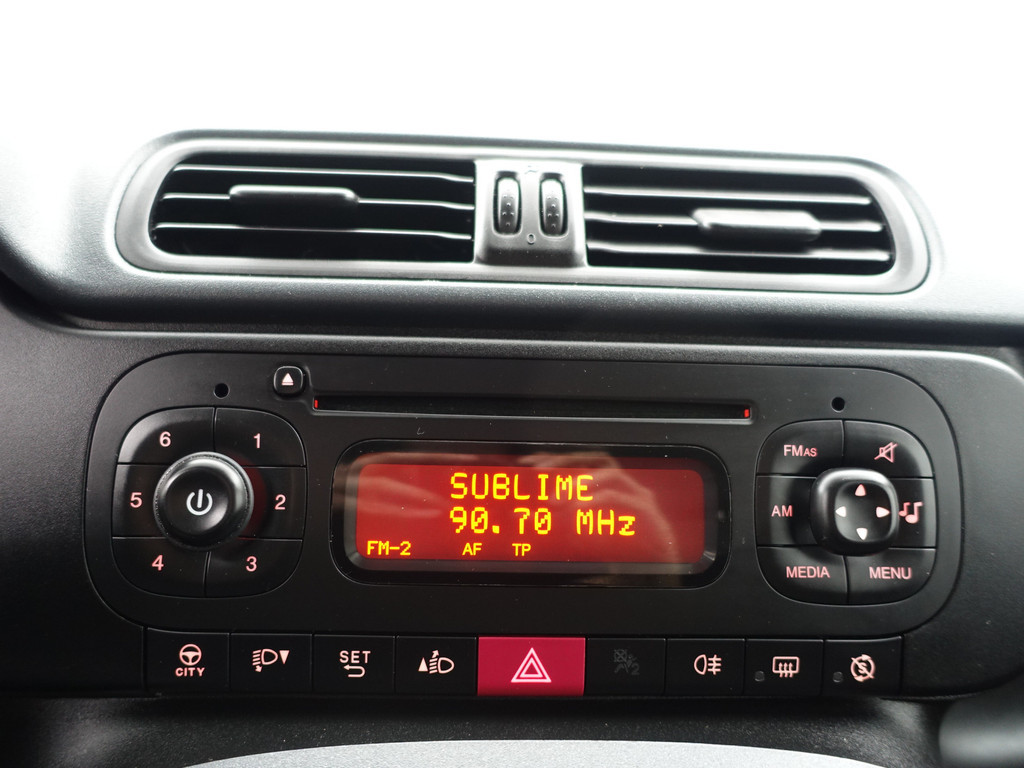 6 1
5 2
4 3
SUBLIME
90.70 MHz
FM-2 AF TP
FMAS
AM
MEDIA MENU
CITY
SET